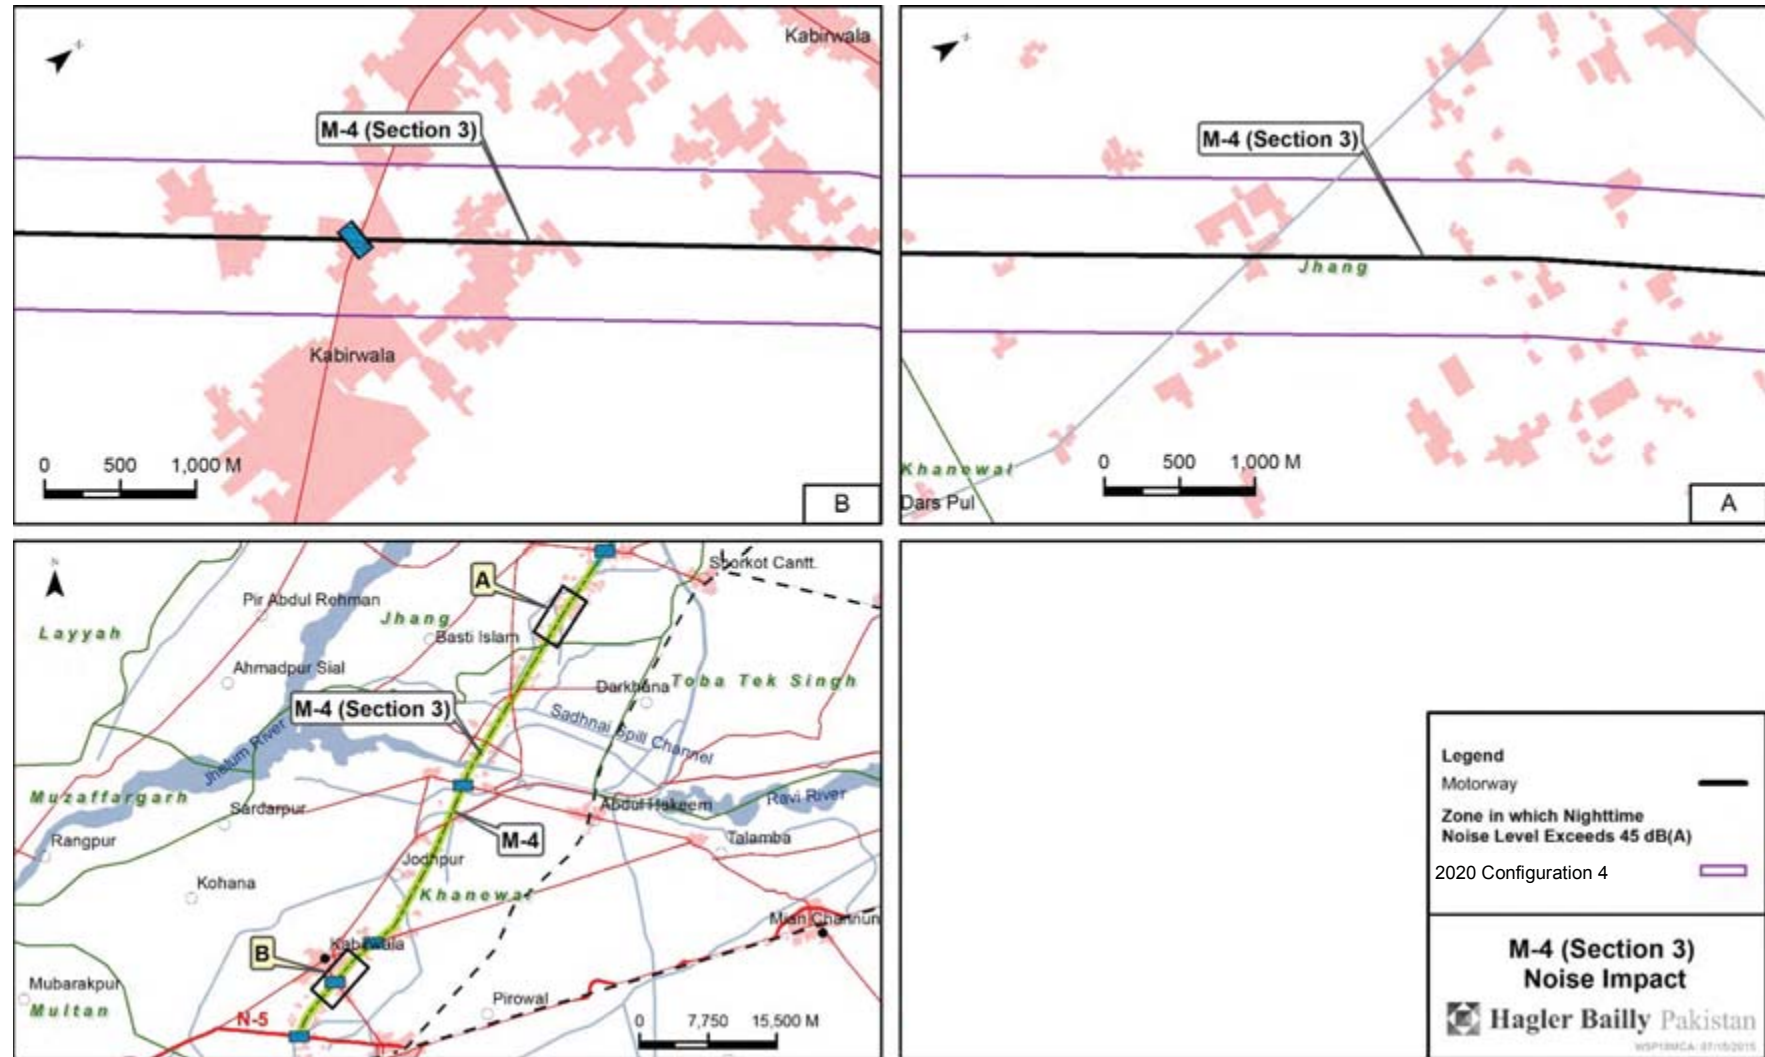 Kabirwala
N
M-4 (Section 3)
Kabirwala
0 500 1,000 M
B
N
M-4 (Section 3)
Jhang
Khanewal
Dars Pul
0 500 1,000 M
A
N
Shorkot Cantt.
A
Pir Abdul Rehman
Jhang
Layyah
Basti Islam
Ahmadpur Sial
Darkhana
Toba Tek Singh
M-4 (Section 3)
Sadhnai Spill Channel
Jhelum River
Muzaffargarh
Sardarpur
Abdul Hakeem
Ravi River
Rangpur
M-4
Talamba
Jodhpur
Kohana
Khanewal
Mian Channun
Kabirwala
B
Mubarakpur
Pirowal
Multan
N-5
0 7,750 15,500 M
Legend
Motorway
Zone in which Nighttime
Noise Level Exceeds 45 dB(A)
2020 Configuration 4
M-4 (Section 3)
Noise Impact
Hagler Bailly Pakistan